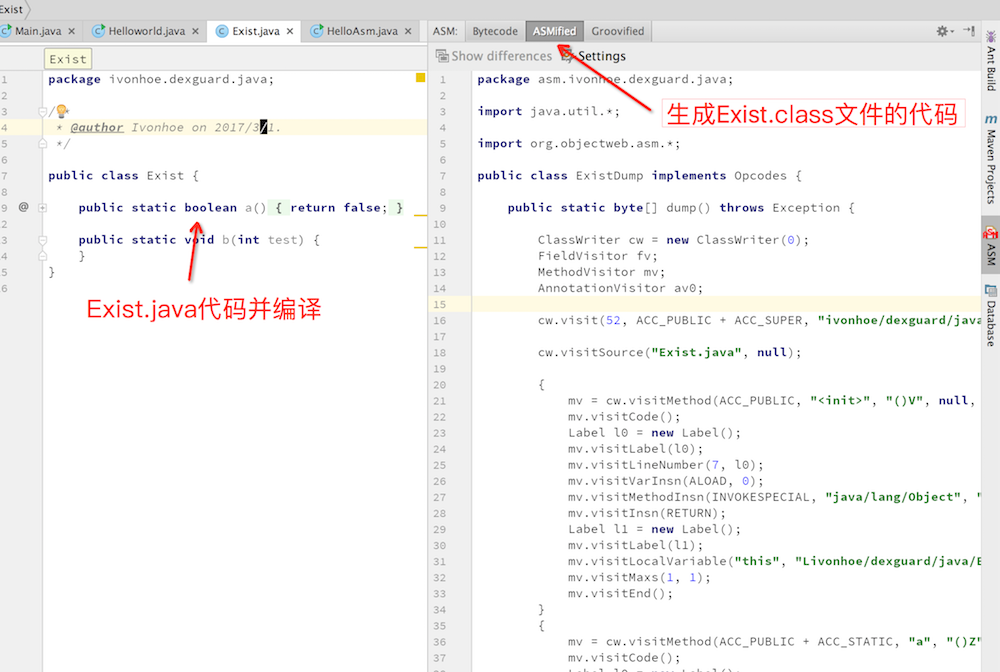 Exist
Main.java
Helloworld.java
Exist.java
HelloAsm.java
Exist
1 package ivonhoe.dexguard.java;
2
3 /
4 * @author Ivonhoe on 2017/3/1.
5 */
6
7 public class Exist {
8
9 @ public static boolean a() { return false; }
2
3 public static void b(int test) {
4 }
5 }
6
Exist.java代码并编译
ASM: Bytecode ASMified Groovified
Show differences Settings
生成Exist.class文件的代码
1 package asm.ivonhoe.dexguard.java;
2
3 import java.util.*;
4
5 import org.objectweb.asm.*;
6
7 public class ExistDump implements Opcodes {
8
9 public static byte[] dump() throws Exception {
10
11 ClassWriter cw = new ClassWriter(0);
12 FieldVisitor fv;
13 MethodVisitor mv;
14 AnnotationVisitor av0;
15
16 cw.visit(52, ACC_PUBLIC + ACC_SUPER, "ivonhoe/dexguard/java
17
18 cw.visitSource("Exist.java", null);
19
20 {
21 mv = cw.visitMethod(ACC_PUBLIC, "<init>", "()V", null,
22 mv.visitCode();
23 Label l0 = new Label();
24 mv.visitLabel(l0);
25 mv.visitLineNumber(7, l0);
26 mv.visitVarInsn(ALOAD, 0);
27 mv.visitMethodInsn(INVOKESPECIAL, "java/lang/Object", "
28 mv.visitInsn(RETURN);
29 Label l1 = new Label();
30 mv.visitLabel(l1);
31 mv.visitLocalVariable("this", "Livonhoe/dexguard/java/E
32 mv.visitMaxs(1, 1);
33 mv.visitEnd();
34 }
35 {
36 mv = cw.visitMethod(ACC_PUBLIC + ACC_STATIC, "a", "()Z"
37 mv.visitCode();
Ant Build
Maven Projects
ASM
Database